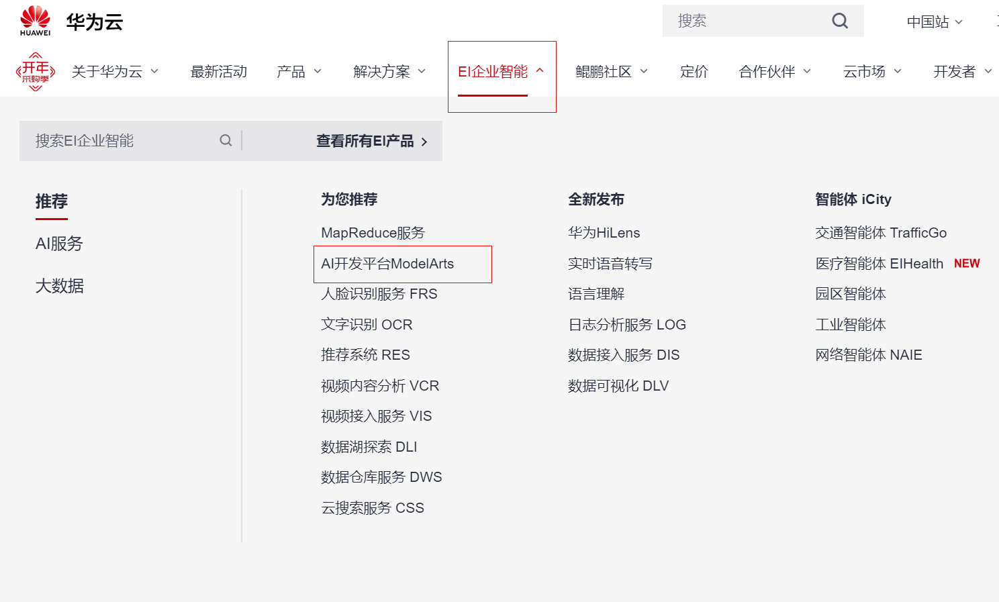 HUAWEI
华为云
搜索
中国站
开年
采购季
关于华为云
最新活动
产品
解决方案
EI企业智能
鲲鹏社区
定价
合作伙伴
云市场
开发者
搜索EI企业智能
查看所有EI产品
推荐
AI服务
大数据
为您推荐
MapReduce服务
AI开发平台ModelArts
人脸识别服务 FRS
文字识别 OCR
推荐系统 RES
视频内容分析 VCR
视频接入服务 VIS
数据湖探索 DLI
数据仓库服务 DWS
云搜索服务 CSS
全新发布
华为HiLens
实时语音转写
语言理解
日志分析服务 LOG
数据接入服务 DIS
数据可视化 DLV
智能体 iCity
交通智能体 TrafficGo
医疗智能体 EIHealth NEW
园区智能体
工业智能体
网络智能体 NAIE